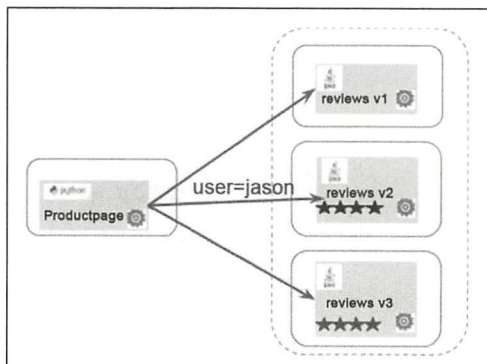 java
reviews v1
python
Productpage
user=jason
java
reviews v2
java
reviews v3